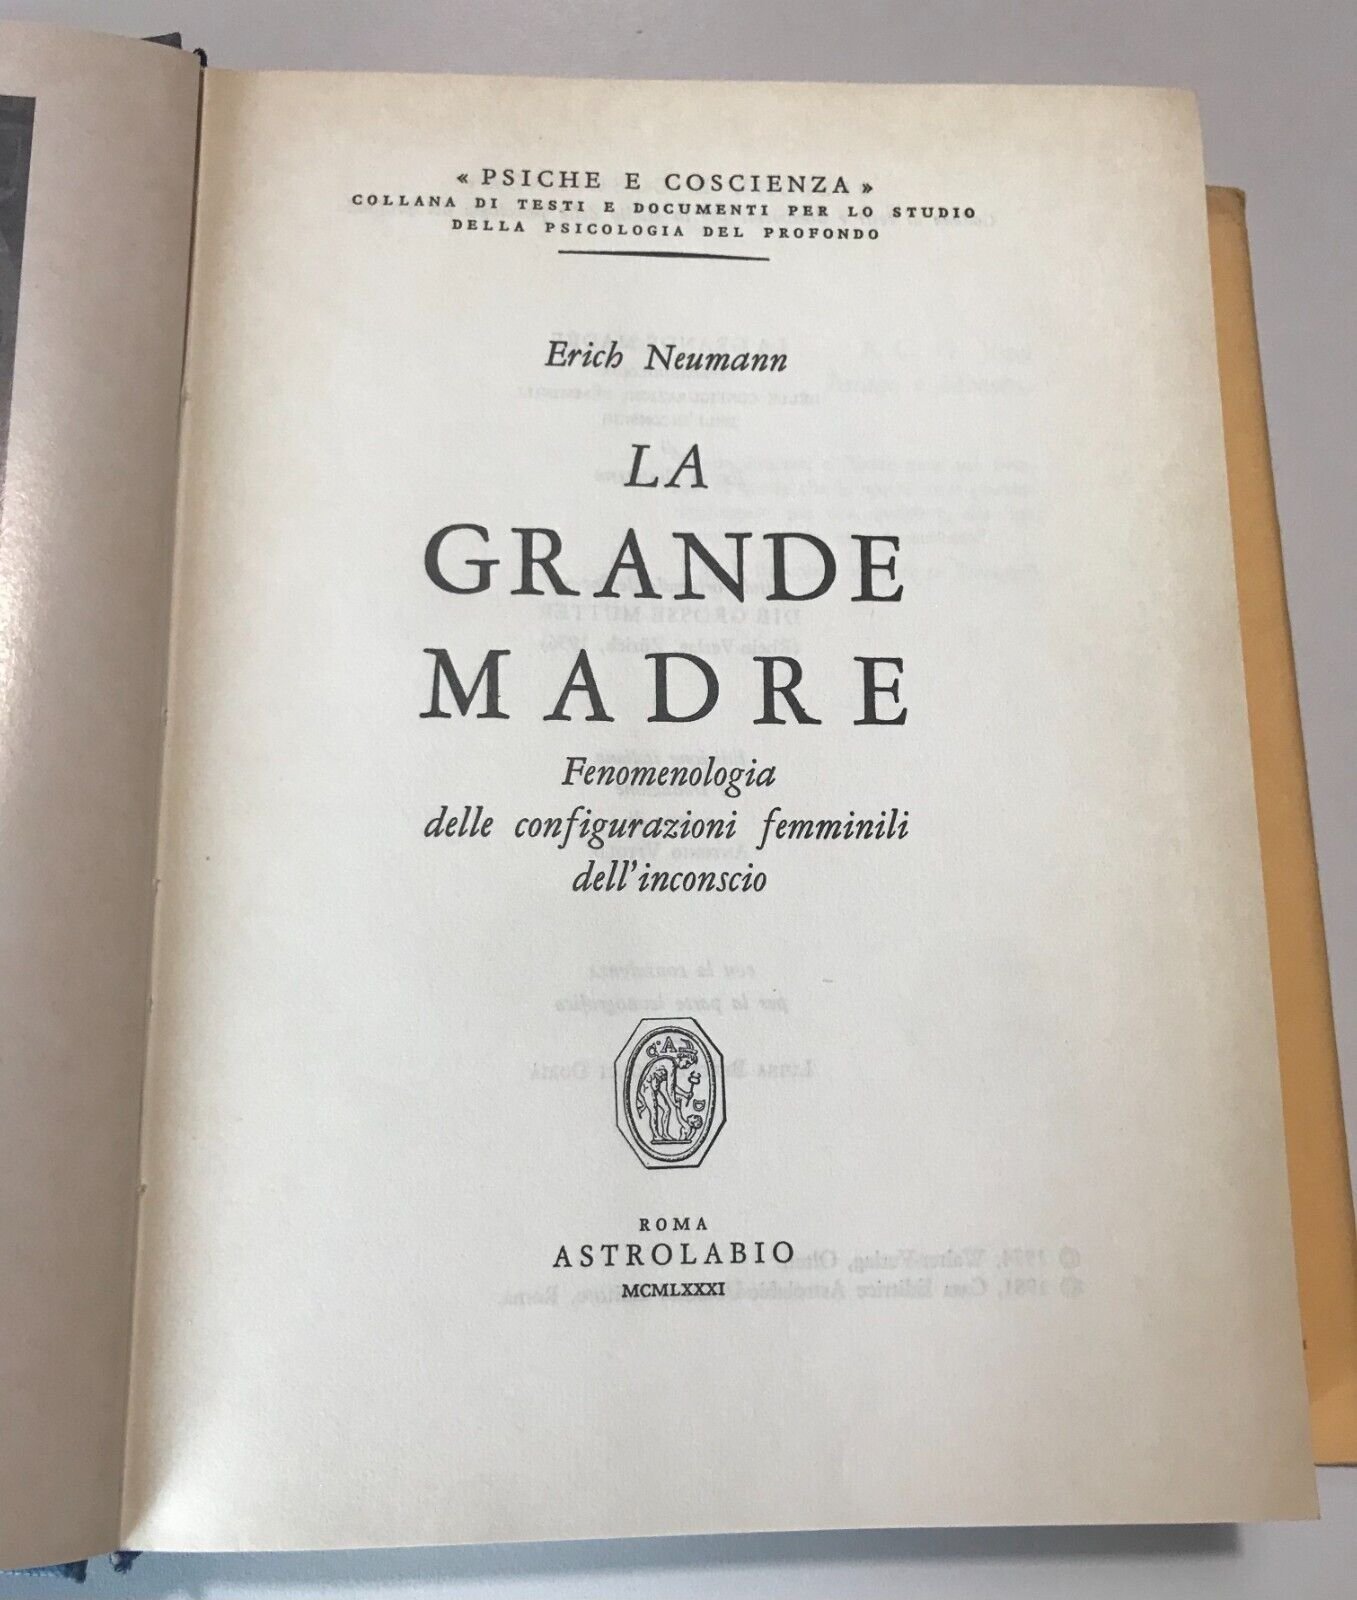 « PSICHE E COSCIENZA »
COLLANA DI TESTI E DOCUMENTI PER LO STUDIO
DELLA PSICOLOGIA DEL PROFONDO
Erich Neumann
LA
GRANDE
MADRE
Fenomenologia
delle configurazioni femminili
dell'inconscio
ROMA
ASTROLABIO
MCMLXXXI